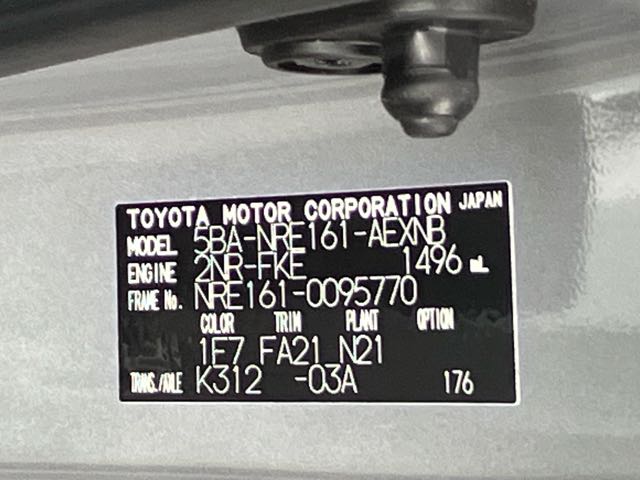 TOYOTA MOTOR CORPORATION JAPAN
MODEL 5BA-NRE161-AEXNB
ENGINE 2NR-FKE 1496 mL
FRAME No. NRE161-0095770
COLOR TRIM PLANT OPTION
1F7 FA21 N21
TRANS./AXLE K312 -03A 176